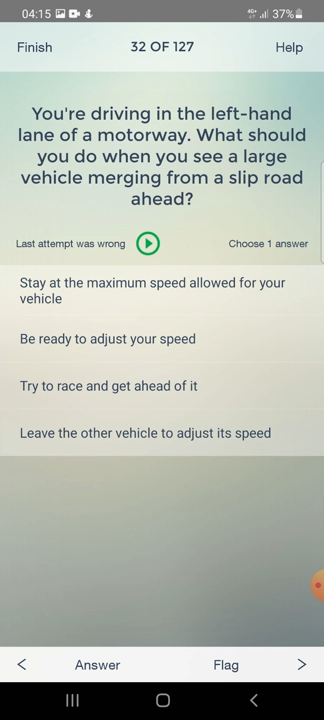 04:15 4G+ 37%
Finish 32 OF 127 Help
You're driving in the left-hand
lane of a motorway. What should
you do when you see a large
vehicle merging from a slip road
ahead?
Last attempt was wrong Choose 1 answer
Stay at the maximum speed allowed for your
vehicle
Be ready to adjust your speed
Try to race and get ahead of it
Leave the other vehicle to adjust its speed
< Answer Flag >